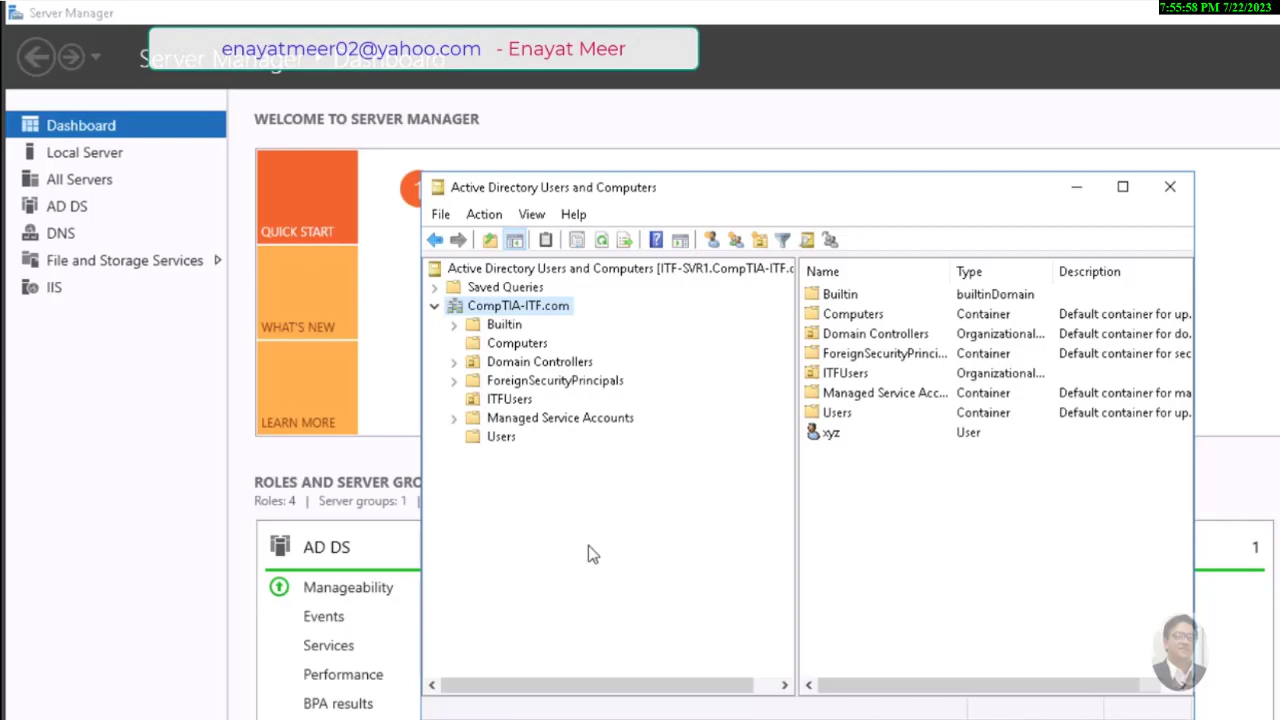 Server Manager
7:55:58 PM 7/22/2023
enayatmeer02@yahoo.com - Enayat Meer
Server Manager • Dashboard
Dashboard
Local Server
All Servers
AD DS
DNS
File and Storage Services
IIS
WELCOME TO SERVER MANAGER
QUICK START
WHAT'S NEW
LEARN MORE
1
ROLES AND SERVER GRO
Roles: 4 | Server groups: 1 |
AD DS
1
Manageability
Events
Services
Performance
BPA results
Active Directory Users and Computers
File Action View Help
Active Directory Users and Computers [ITF-SVR1.CompTIA-ITF.c
Saved Queries
CompTIA-ITF.com
Builtin
Computers
Domain Controllers
ForeignSecurityPrincipals
ITFUsers
Managed Service Accounts
Users
Name Type Description
Builtin builtinDomain
Computers Container Default container for up.
Domain Controllers Organizational... Default container for do.
ForeignSecurityPrinci... Container Default container for sec
ITFUsers Organizational...
Managed Service Acc... Container Default container for ma
Users Container Default container for up.
xyz User